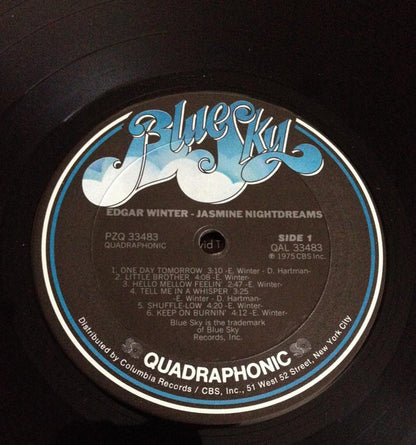 Blue Sky
EDGAR WINTER - JASMINE NIGHTDREAMS
PZQ 33483
QUADRAPHONIC
SIDE 1
QAL 33483
℗ 1975 CBS Inc.
1. ONE DAY TOMORROW 3:10 -E. Winter - D. Hartman-
2. LITTLE BROTHER 4:08 -E. Winter-
3. HELLO MELLOW FEELIN' 2:47 -E. Winter-
4. TELL ME IN A WHISPER 3:25
-E. Winter - D. Hartman-
5. SHUFFLE-LOW 4:20 -E. Winter-
6. KEEP ON BURNIN' 4:12 -E. Winter-
Blue Sky is the trademark
of Blue Sky
Records, Inc.
SQ QUADRAPHONIC SQ
Distributed by Columbia Records / CBS, Inc., 51 West 52 Street, New York City